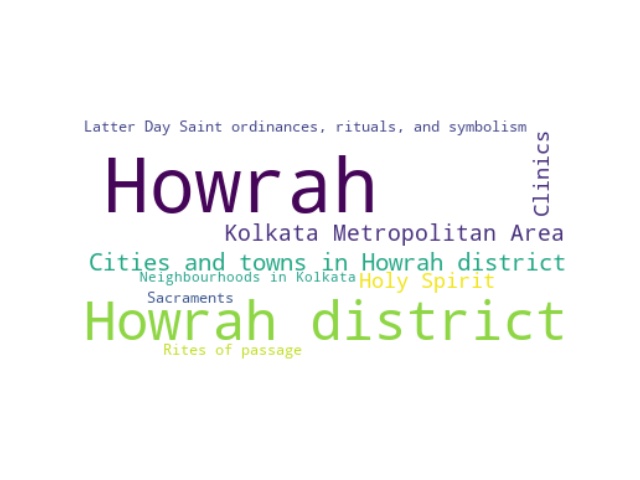 Latter Day Saint ordinances, rituals, and symbolism
Clinics
Howrah
Kolkata Metropolitan Area
Cities and towns in Howrah district
Neighbourhoods in Kolkata
Holy Spirit
Sacraments
Howrah district
Rites of passage